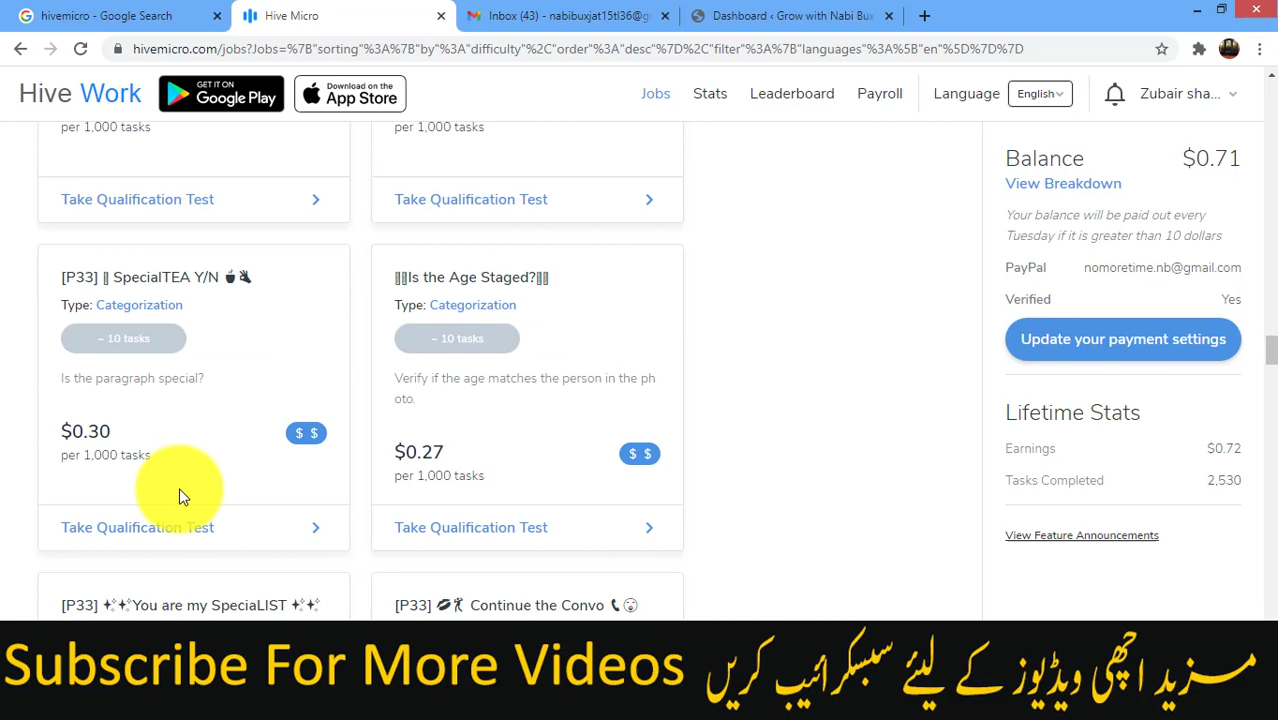 hivemicro - Google Search
Hive Micro
Inbox (43) - nabibuxjat15tl36@g
Dashboard ‹ Grow with Nabi Bux
hivemicro.com/jobs?Jobs=%7B"sorting"%3A%7B"by"%3A"difficulty"%2C"order"%3A"desc"%7D%2C"filter"%3A%7B"languages"%3A%5B"en"%5D%7D%7D
Hive Work
GET IT ON
Google Play
Download on the
App Store
Jobs
Stats
Leaderboard
Payroll
Language
English
Zubair sha...
per 1,000 tasks
per 1,000 tasks
Take Qualification Test
Take Qualification Test
[P33] SpecialTEA Y/N
Type: Categorization
~ 10 tasks
Is the paragraph special?
$0.30
$ $
per 1,000 tasks
Take Qualification Test
Is the Age Staged?
Type: Categorization
~ 10 tasks
Verify if the age matches the person in the ph
oto.
$0.27
$ $
per 1,000 tasks
Take Qualification Test
[P33] ✨You are my SpeciaLIST ✨
[P33] Continue the Convo
Balance
$0.71
View Breakdown
Your balance will be paid out every
Tuesday if it is greater than 10 dollars
PayPal
nomoretime.nb@gmail.com
Verified
Yes
Update your payment settings
Lifetime Stats
Earnings
$0.72
Tasks Completed
2,530
View Feature Announcements
Subscribe For More Videos
مزید اچھی ویڈیوز کے لیئے سبسکرائیب کریں